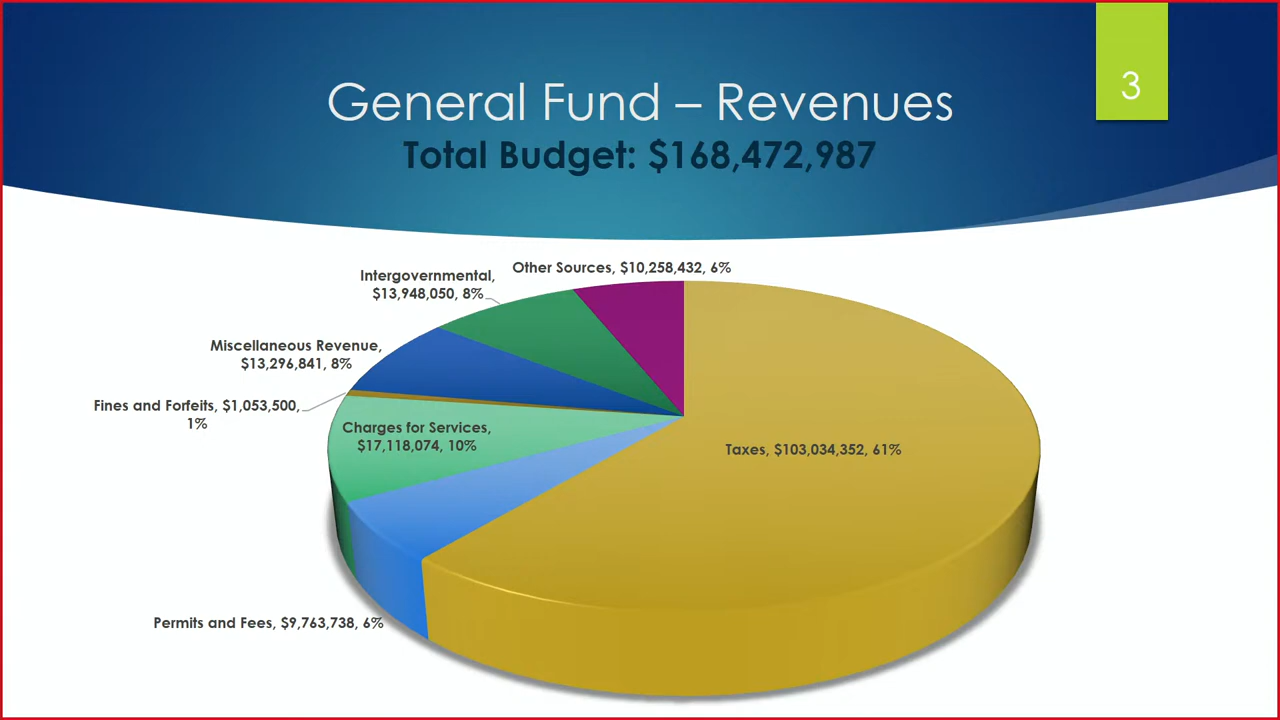 3
General Fund – Revenues
Total Budget: $168,472,987
Other Sources, $10,258,432, 6%
Intergovernmental,
$13,948,050, 8%
Miscellaneous Revenue,
$13,296,841, 8%
Fines and Forfeits, $1,053,500,
1%
Charges for Services,
$17,118,074, 10%
Taxes, $103,034,352, 61%
Permits and Fees, $9,763,738, 6%